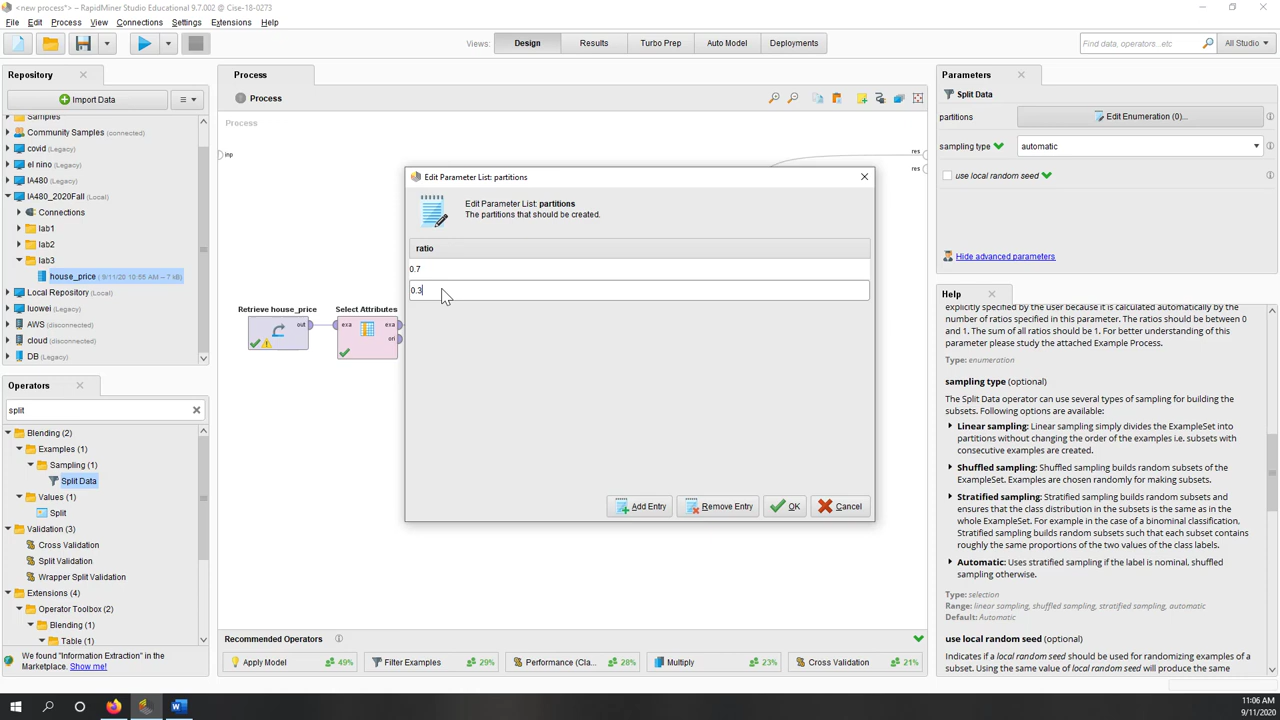 <new process*> – RapidMiner Studio Educational 9.7.002 @ Cise-18-0273
File Edit Process View Connections Settings Extensions Help
Views: Design Results Turbo Prep Auto Model Deployments
Find data, operators...etc
All Studio
Repository
Import Data
Samples
Community Samples (connected)
covid (Legacy)
el nino (Legacy)
IA480 (Legacy)
IA480_2020Fall (Local)
Connections
lab1
lab2
lab3
house_price (9/11/20 10:55 AM – 7 kB)
Local Repository (Legacy)
luowei (Legacy)
AWS (disconnected)
cloud (disconnected)
DB (Legacy)
Operators
split
Blending (2)
Examples (1)
Sampling (1)
Split Data
Values (1)
Split
Validation (3)
Cross Validation
Split Validation
Wrapper Split Validation
Extensions (4)
Operator Toolbox (2)
Blending (1)
Table (1)
We found "Information Extraction" in the
Marketplace. Show me!
Process
Process
Process
inp
res
res
Retrieve house_price
out
Select Attributes
exa
exa
ori
Edit Parameter List: partitions
Edit Parameter List: partitions
The partitions that should be created.
ratio
0.7
0.3
Add Entry
Remove Entry
OK
Cancel
Recommended Operators
Apply Model 49%
Filter Examples 29%
Performance (Cla... 28%
Multiply 23%
Cross Validation 21%
Parameters
Split Data
partitions
Edit Enumeration (0)...
sampling type
automatic
use local random seed
Hide advanced parameters
Help
explicitly specified by the user because it is calculated automatically by the
number of ratios specified in this parameter. The ratios should be between 0
and 1. The sum of all ratios should be 1. For better understanding of this
parameter please study the attached Example Process.
Type: enumeration
sampling type (optional)
The Split Data operator can use several types of sampling for building the
subsets. Following options are available:
Linear sampling: Linear sampling simply divides the ExampleSet into
partitions without changing the order of the examples i.e. subsets with
consecutive examples are created.
Shuffled sampling: Shuffled sampling builds random subsets of the
ExampleSet. Examples are chosen randomly for making subsets.
Stratified sampling: Stratified sampling builds random subsets and
ensures that the class distribution in the subsets is the same as in the
whole ExampleSet. For example in the case of a binominal classification,
Stratified sampling builds random subsets such that each subset contains
roughly the same proportions of the two values of the class labels.
Automatic: Uses stratified sampling if the label is nominal, shuffled
sampling otherwise.
Type: selection
Range: linear sampling, shuffled sampling, stratified sampling, automatic
Default: Automatic
use local random seed (optional)
Indicates if a local random seed should be used for randomizing examples of a
subset. Using the same value of local random seed will produce the same
11:06 AM
9/11/2020